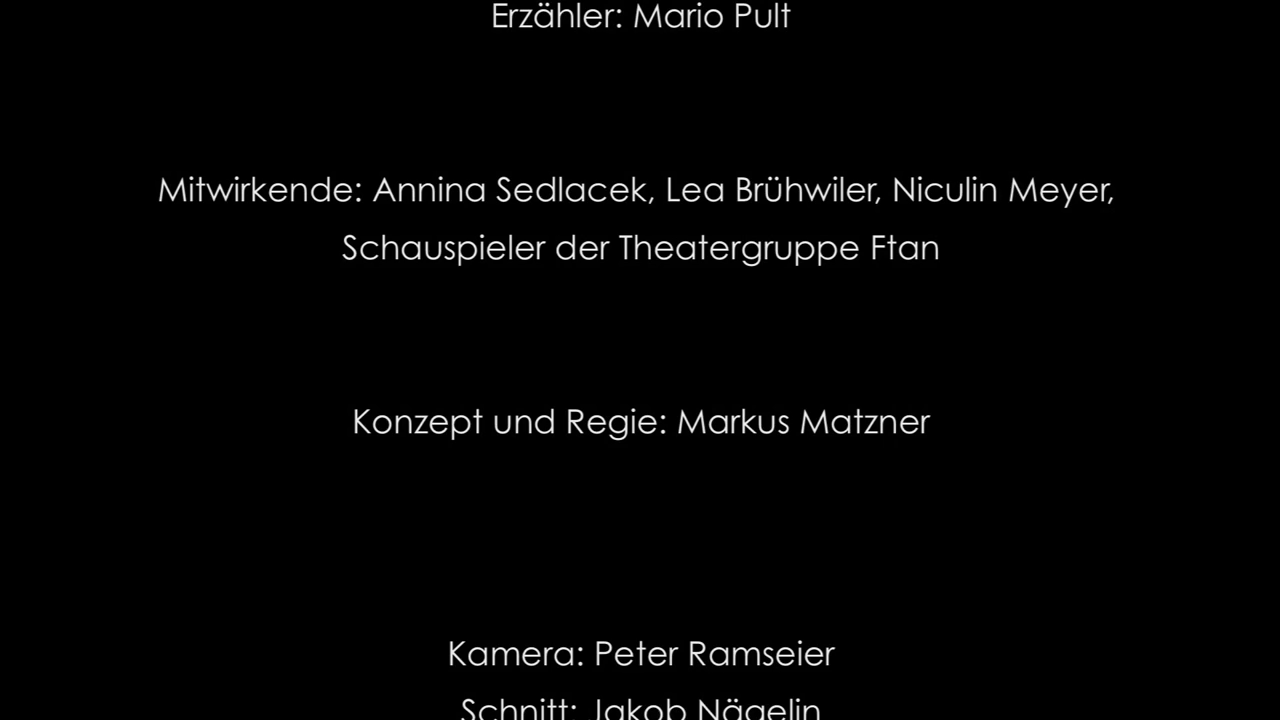 Erzähler: Mario Pult
Mitwirkende: Annina Sedlacek, Lea Brühwiler, Niculin Meyer,
Schauspieler der Theatergruppe Ftan
Konzept und Regie: Markus Matzner
Kamera: Peter Ramseier
Schnitt: Jakob Nägelin